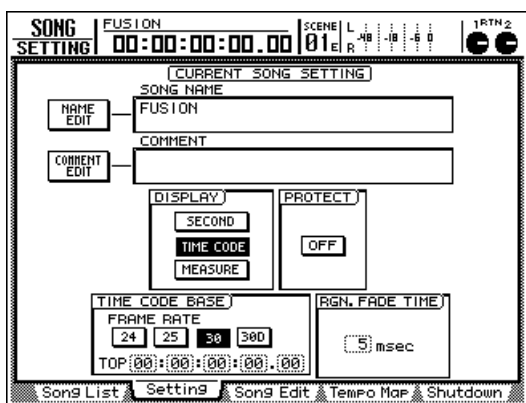 SONG SETTING
FUSION
00:00:00:00.00
SCENE
01E
L
R
-48 -18 -6 0
1RTN2
CURRENT SONG SETTING
SONG NAME
NAME EDIT
FUSION
COMMENT
COMMENT EDIT
DISPLAY
PROTECT
SECOND
TIME CODE
OFF
MEASURE
TIME CODE BASE
RGN. FADE TIME
FRAME RATE
24 25 30 30D
5 msec
TOP 00:00:00:00.00
Song List Setting Song Edit Tempo Map Shutdown